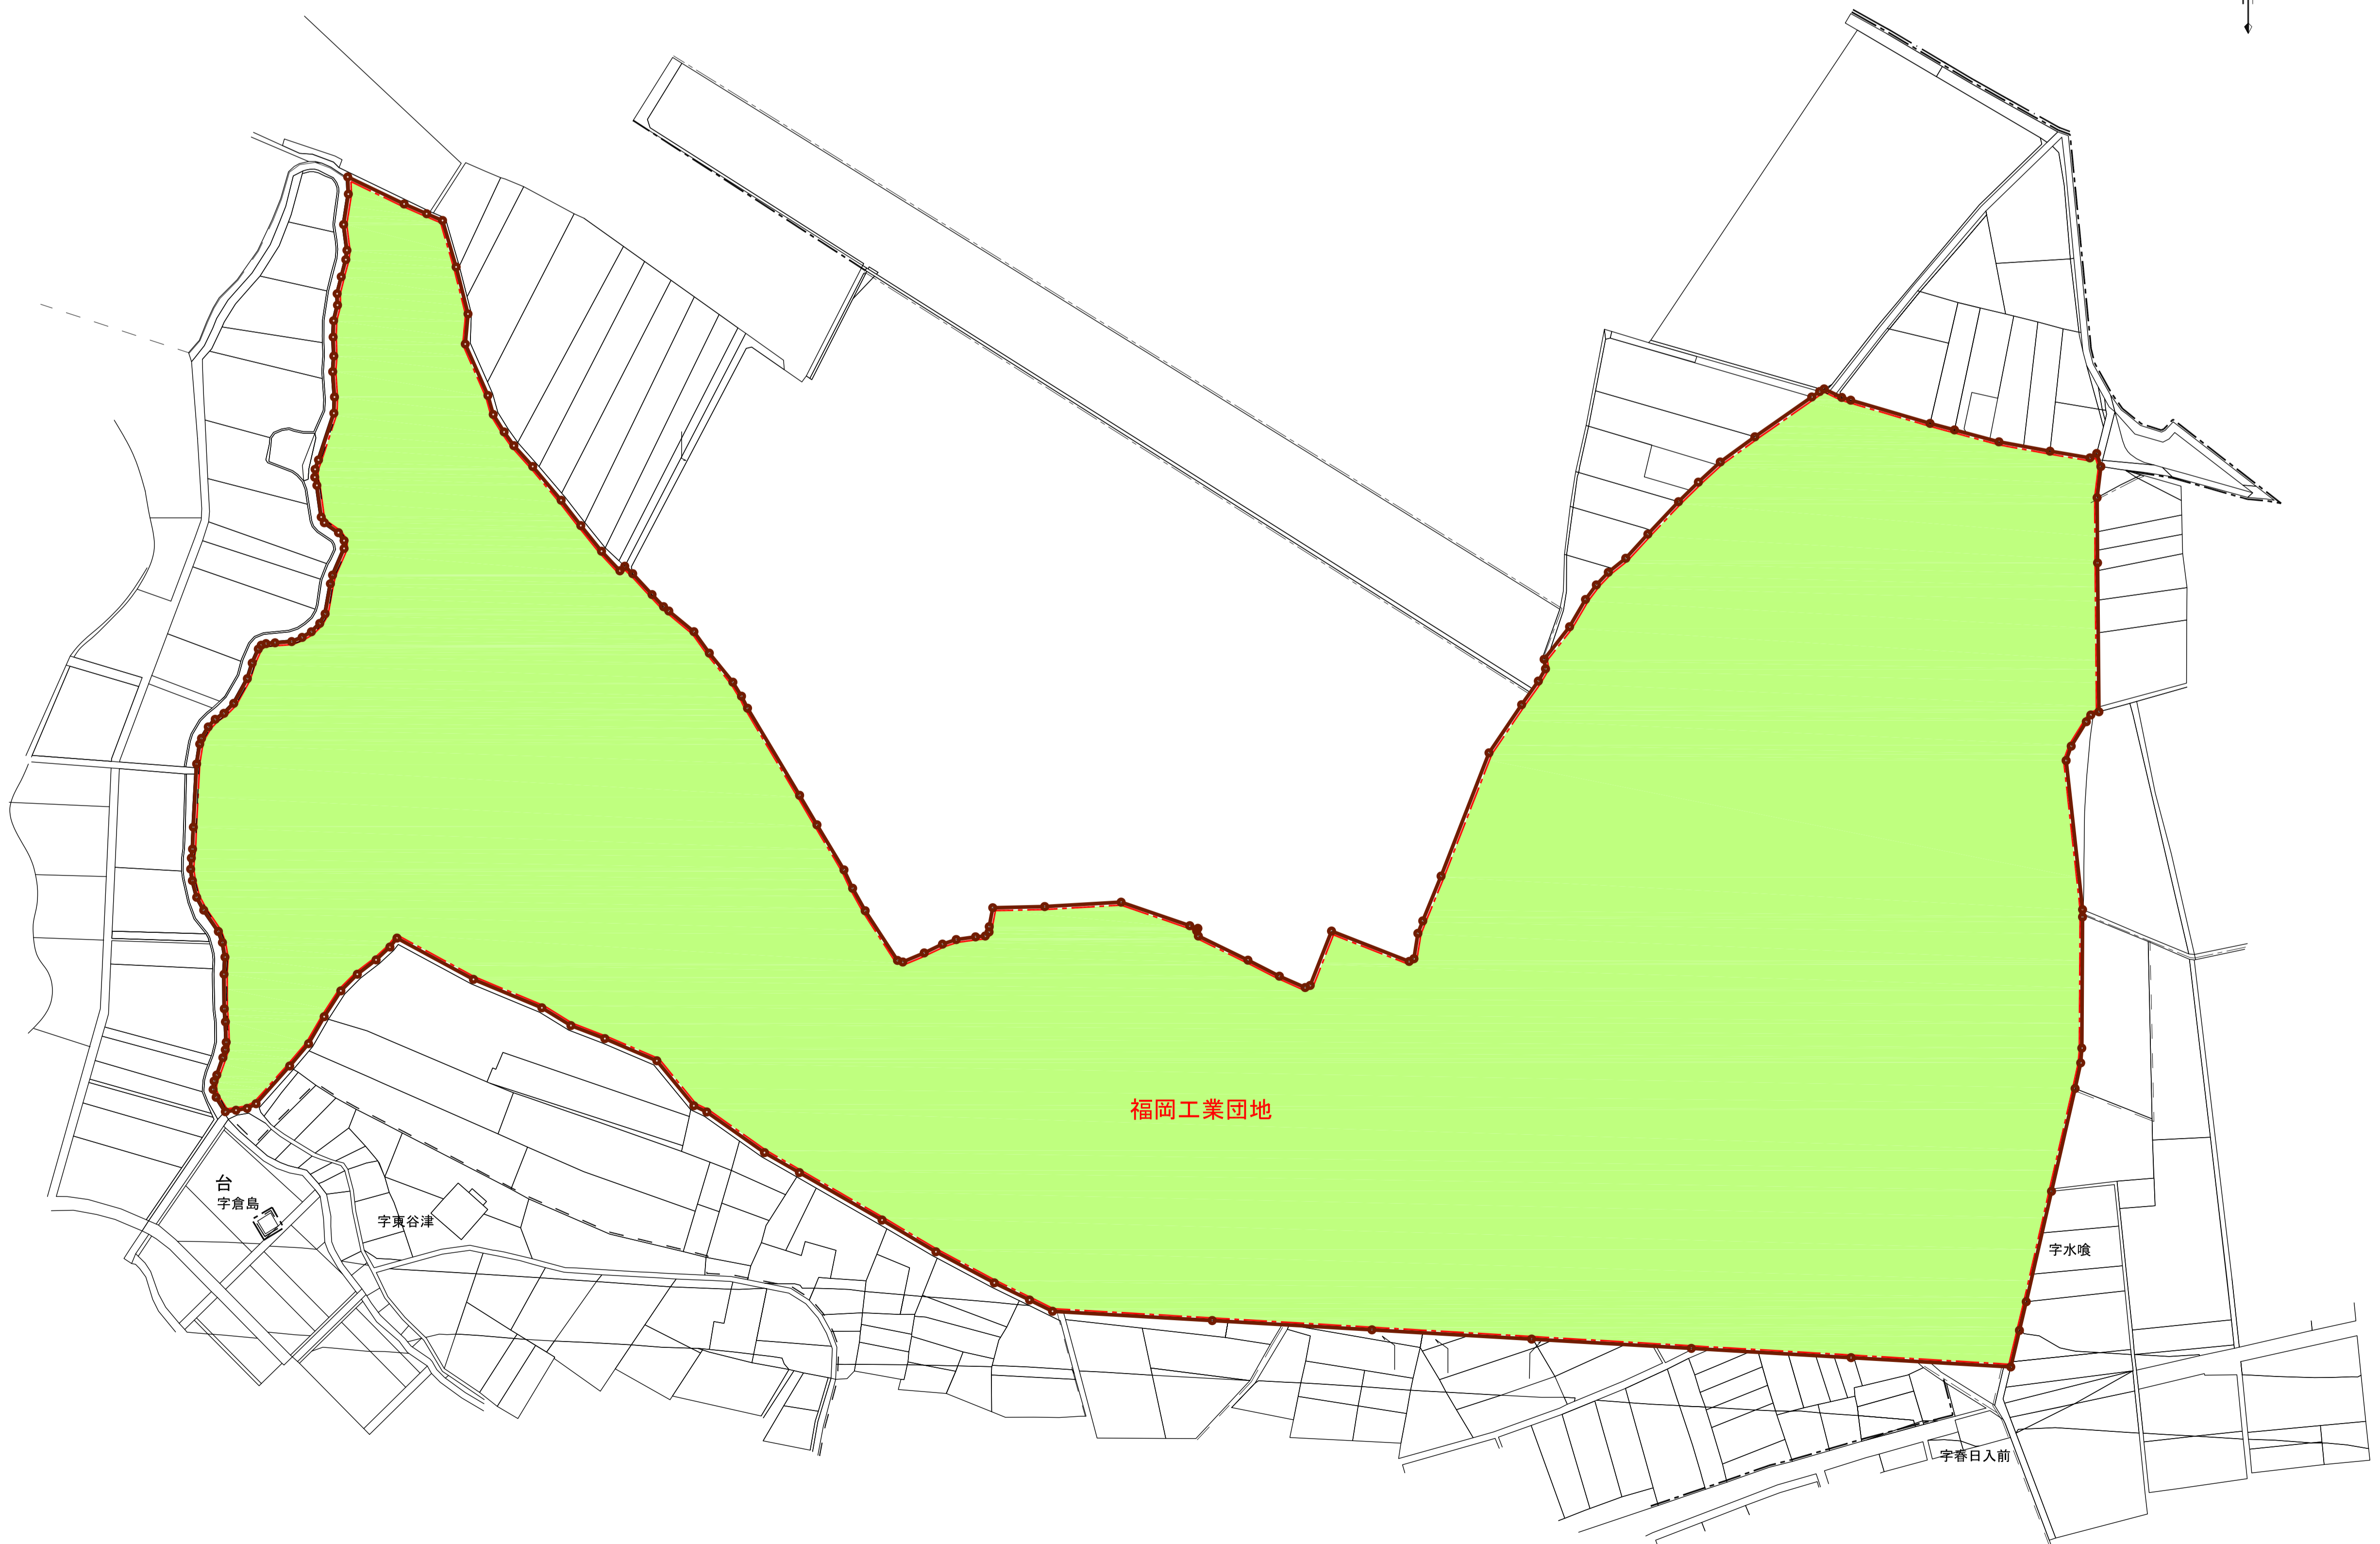 福岡工業団地
台
字倉島
字東谷津
字水喰
字春日入前